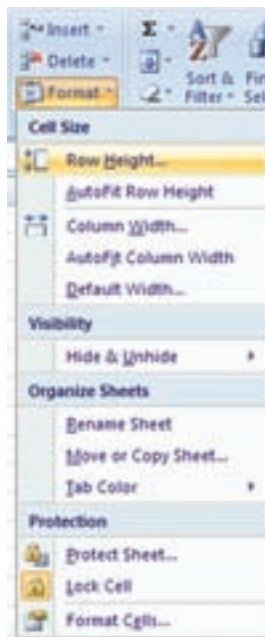 Insert
Σ
Delete
Sort & Fin
Format
Filter Sel
Cell Size
Row Height...
AutoFit Row Height
Column Width...
AutoFit Column Width
Default Width...
Visibility
Hide & Unhide
Organize Sheets
Rename Sheet
Move or Copy Sheet...
Tab Color
Protection
Protect Sheet...
Lock Cell
Format Cells...